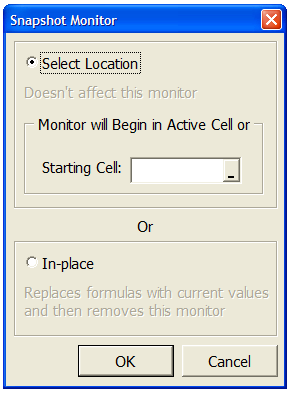 Snapshot Monitor
Select Location
Doesn't affect this monitor
Monitor will Begin in Active Cell or
Starting Cell:
Or
In-place
Replaces formulas with current values
and then removes this monitor
OK
Cancel